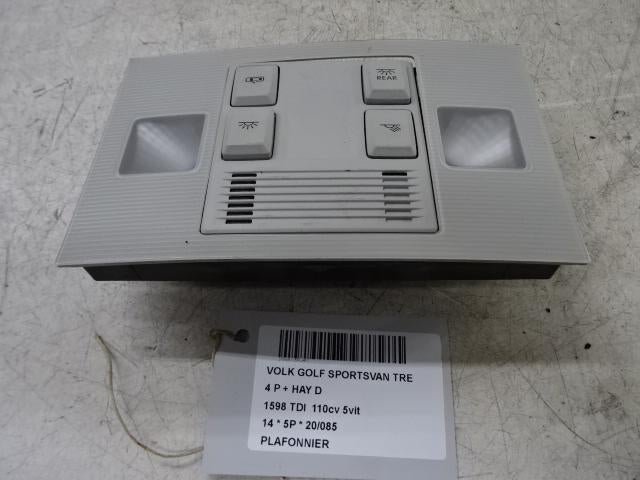 REAR
VOLK GOLF SPORTSVAN TRE
4 P + HAY D
1598 TDI 110cv 5vit
14 * 5P * 20/085
PLAFONNIER